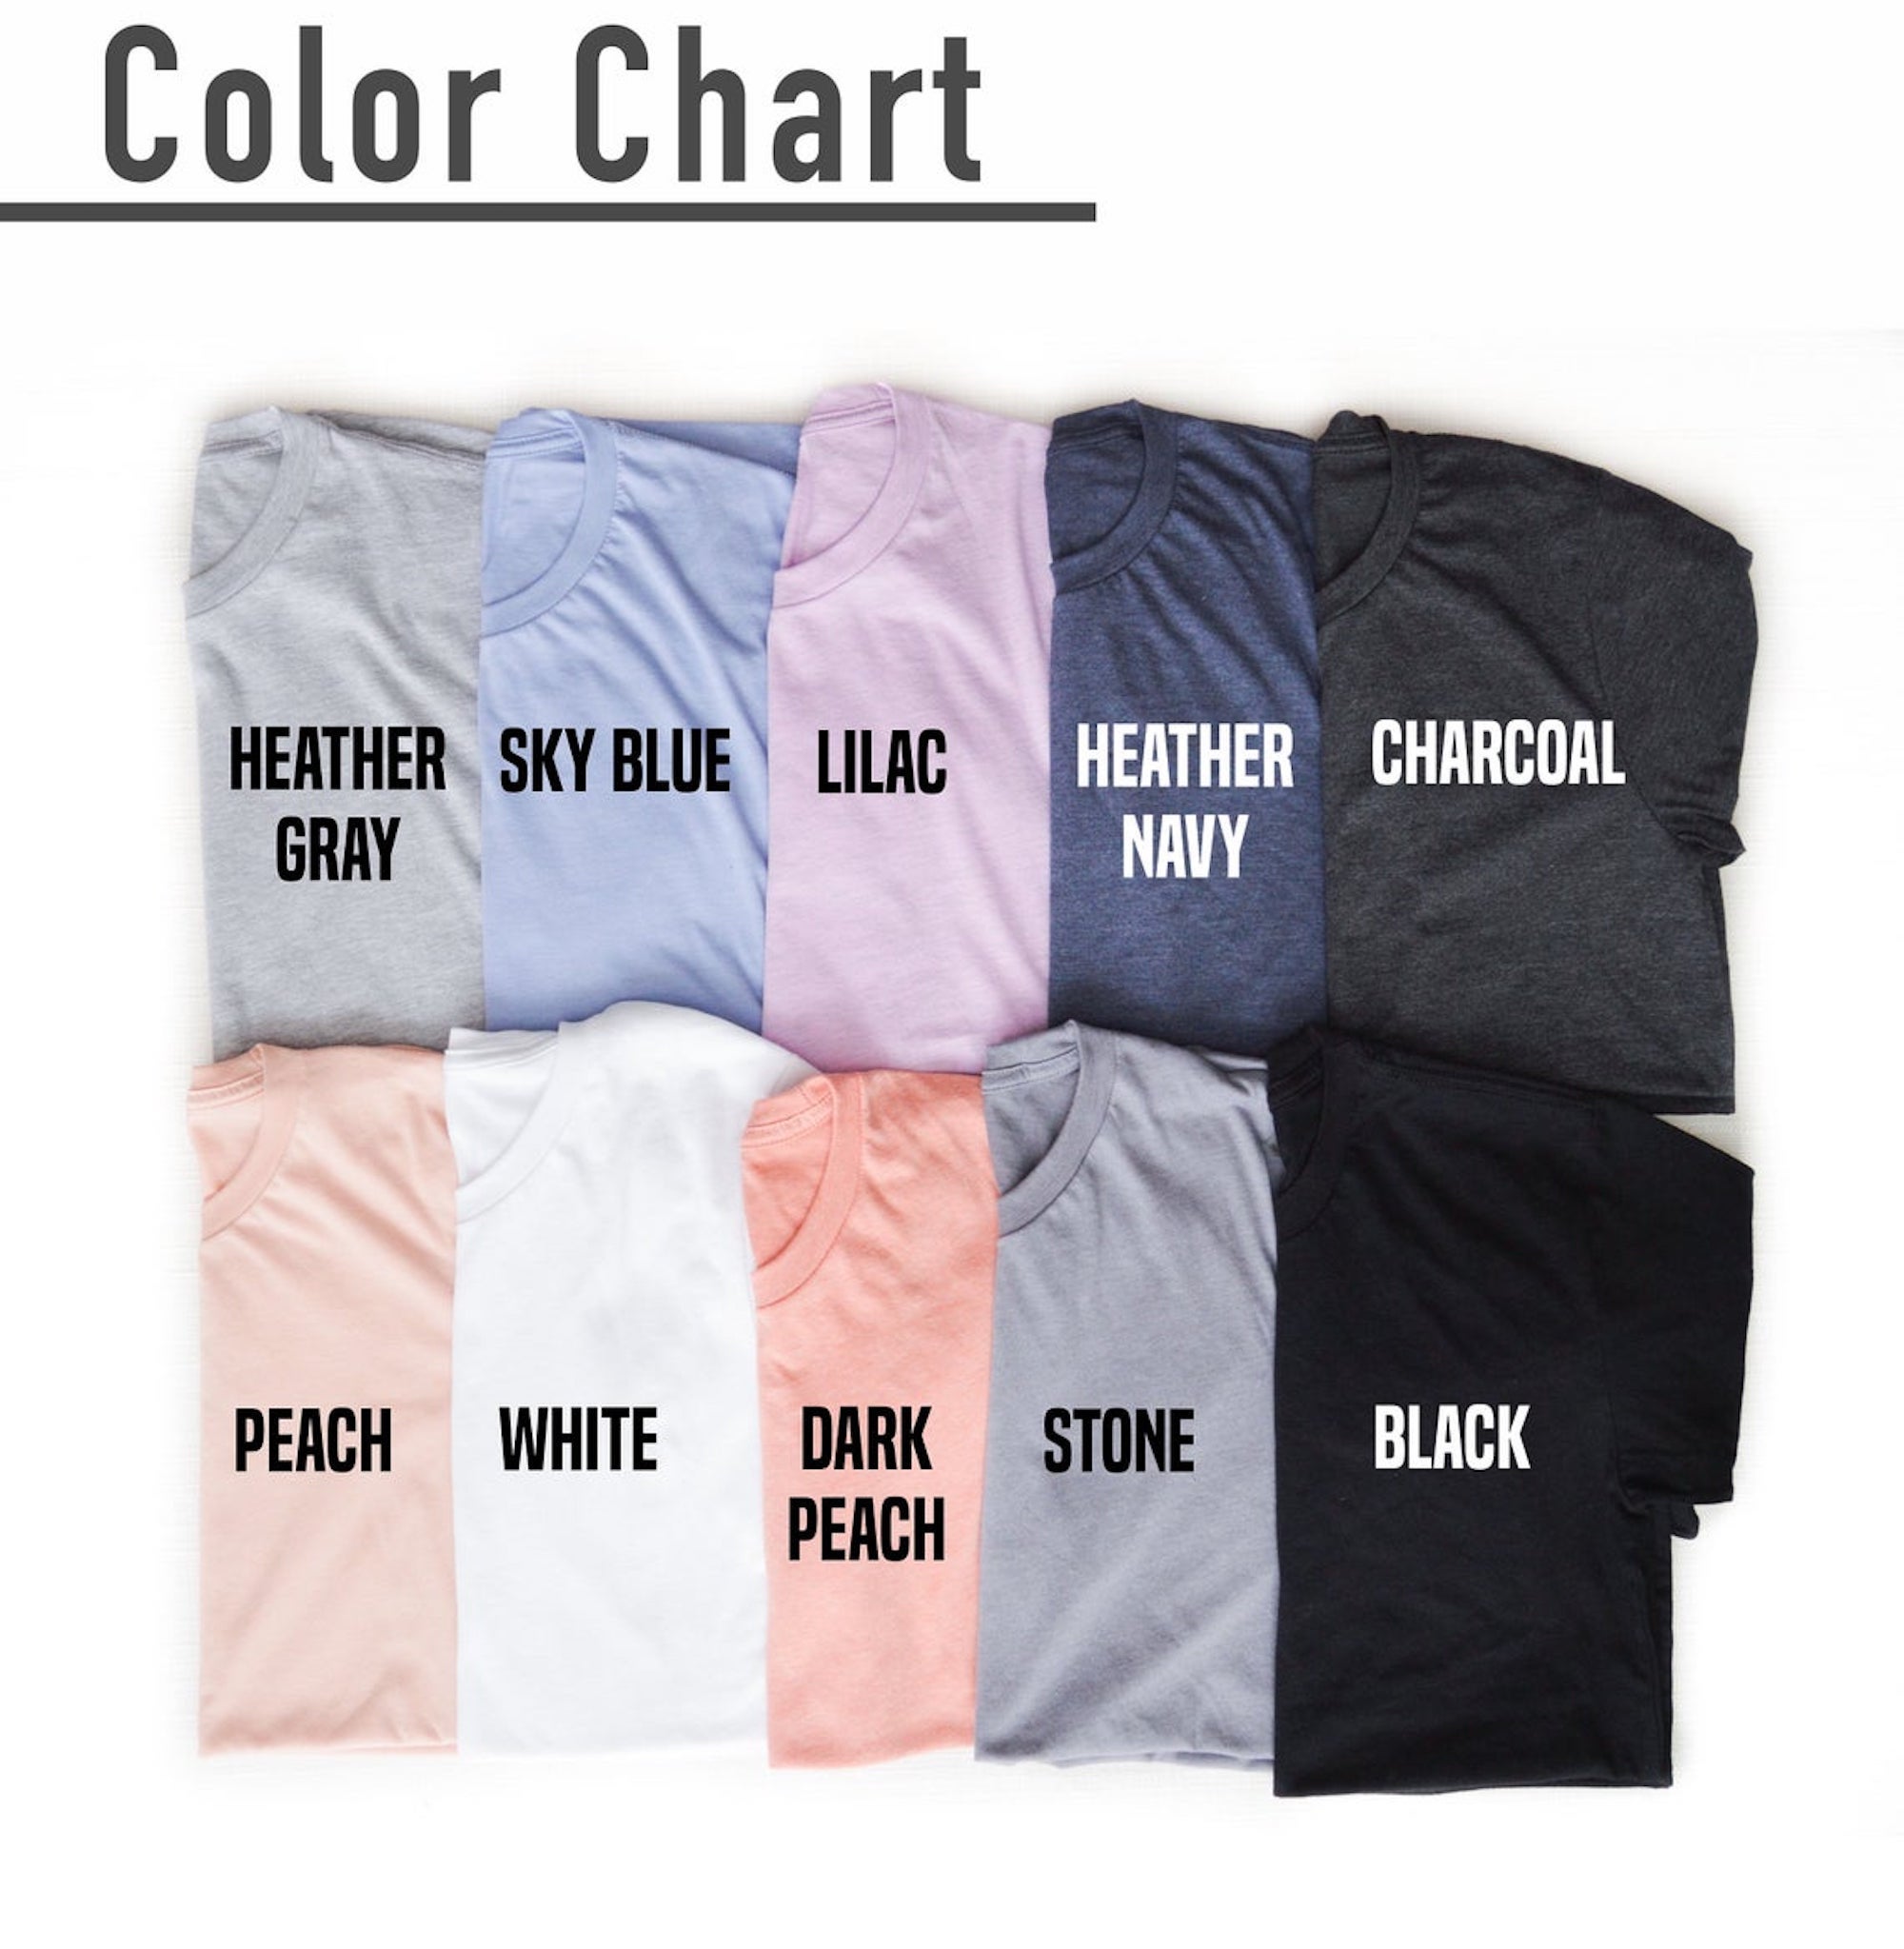 Color Chart
HEATHER
GRAY
SKY BLUE
LILAC
HEATHER
NAVY
CHARCOAL
PEACH
WHITE
DARK
PEACH
STONE
BLACK